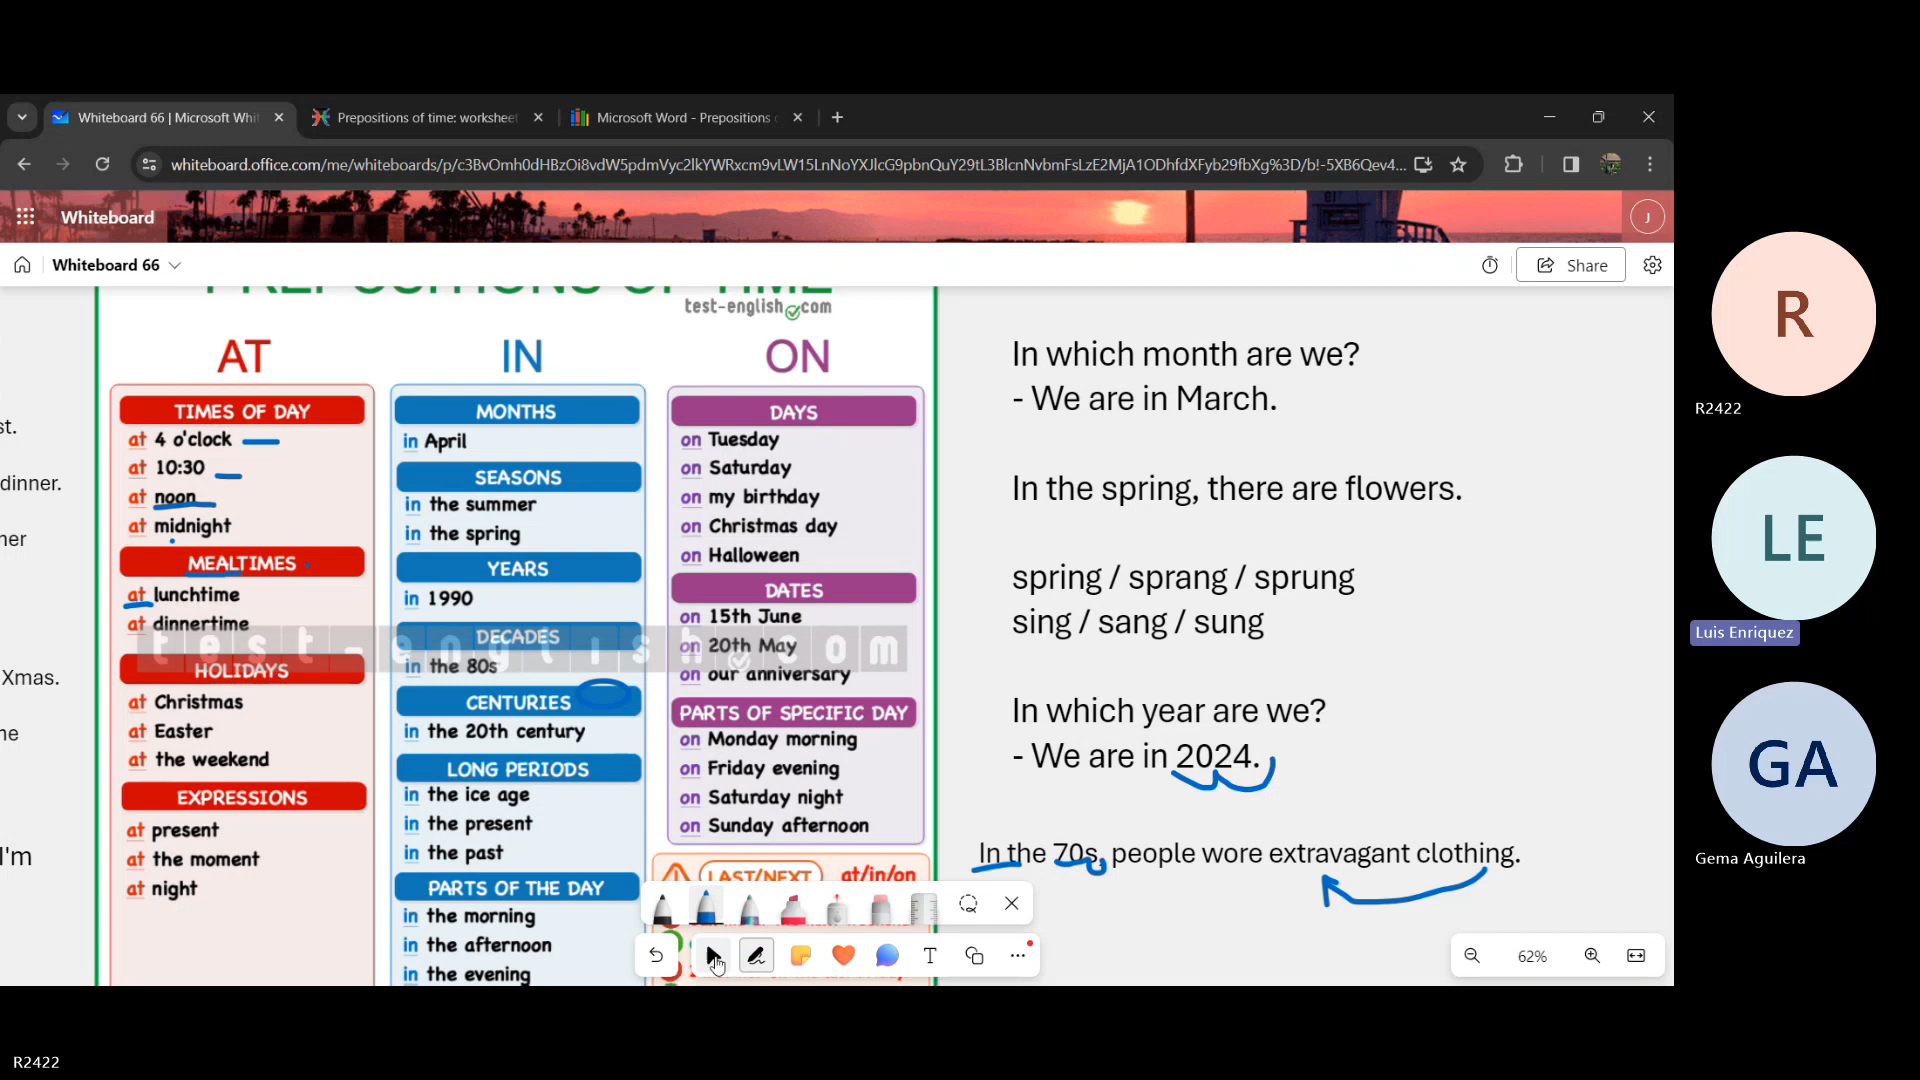 Whiteboard 66 | Microsoft Whit
Prepositions of time: worksheet
Microsoft Word - Prepositions
whiteboard.office.com/me/whiteboards/p/c3BvOmh0dHBzOi8vdW5pdmVyc2lkYWRxcm9vLW15LnNoYXJlcG9pbnQuY29tL3BlcnNvbmFsLzE2MjA1ODhfdXFyb29fbXg%3D/b!-5XB6Qev4...
Whiteboard
J
Whiteboard 66
Share
PREPOSITIONS OF TIME
test-english.com
AT
TIMES OF DAY
at 4 o'clock
at 10:30
at noon
at midnight
MEALTIMES
at lunchtime
at dinnertime
HOLIDAYS
at Christmas
at Easter
at the weekend
EXPRESSIONS
at present
at the moment
at night
IN
MONTHS
in April
SEASONS
in the summer
in the spring
YEARS
in 1990
DECADES
in the 80s
CENTURIES
in the 20th century
LONG PERIODS
in the ice age
in the present
in the past
PARTS OF THE DAY
in the morning
in the afternoon
in the evening
ON
DAYS
on Tuesday
on Saturday
on my birthday
on Christmas day
on Halloween
DATES
on 15th June
on 20th May
on our anniversary
PARTS OF SPECIFIC DAY
on Monday morning
on Friday evening
on Saturday night
on Sunday afternoon
LAST/NEXT at/in/on
test-english.com
st.
dinner.
ner
Xmas.
ne
I'm
In which month are we?
- We are in March.
In the spring, there are flowers.
spring / sprang / sprung
sing / sang / sung
In which year are we?
- We are in 2024.
In the 70s, people wore extravagant clothing.
62%
R
R2422
LE
Luis Enriquez
GA
Gema Aguilera
R2422